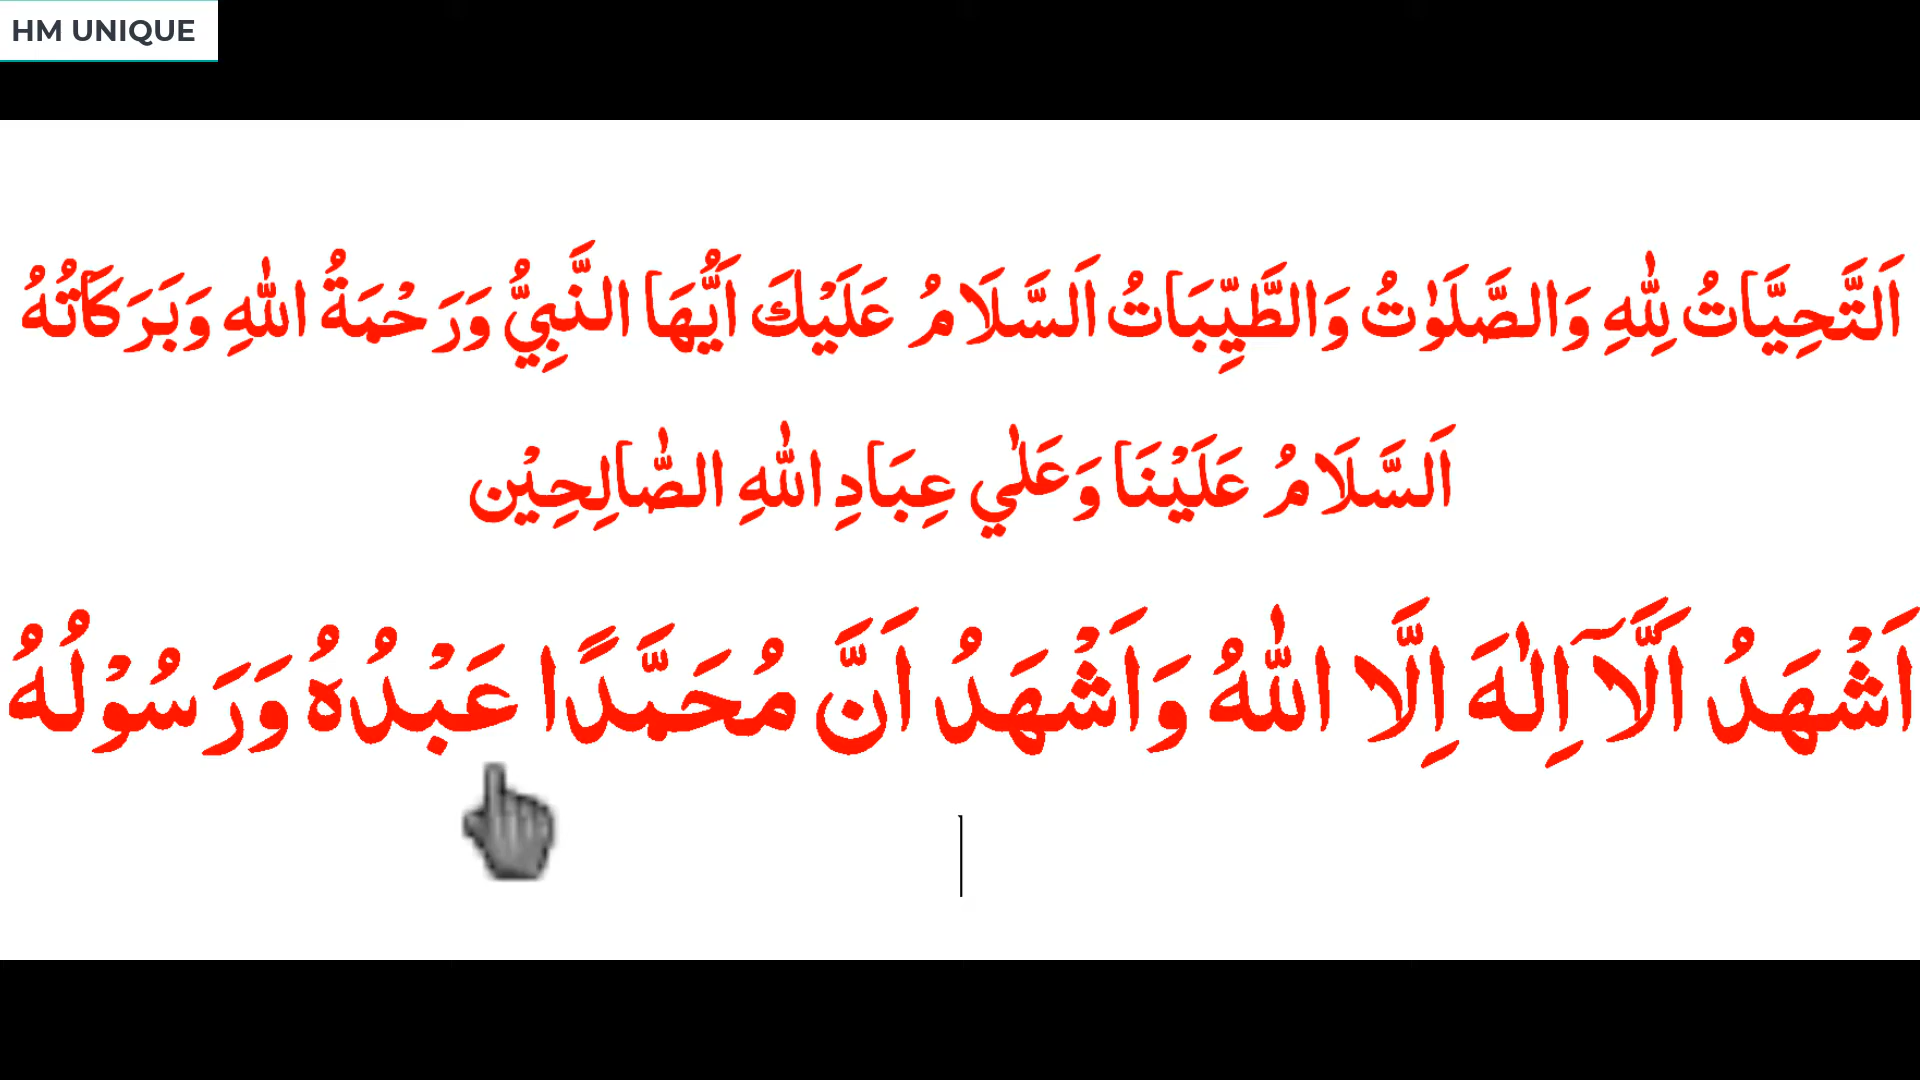 HM UNIQUE
اَلتَّحِيَّاتُ لِلّٰهِ وَالصَّلَوٰتُ وَالطَّيِّبَاتُ اَلسَّلَامُ عَلَيْكَ اَيُّهَا النَّبِيُّ وَرَحْمَةُ اللّٰهِ وَبَرَكَاتُهُ
اَلسَّلَامُ عَلَيْنَا وَعَلٰي عِبَادِ اللّٰهِ الصَّالِحِيْن
اَشْهَدُ اَلَّآ اِلٰهَ اِلَّا اللّٰهُ وَاَشْهَدُ اَنَّ مُحَمَّدًا عَبْدُهُ وَرَسُوْلُهُ